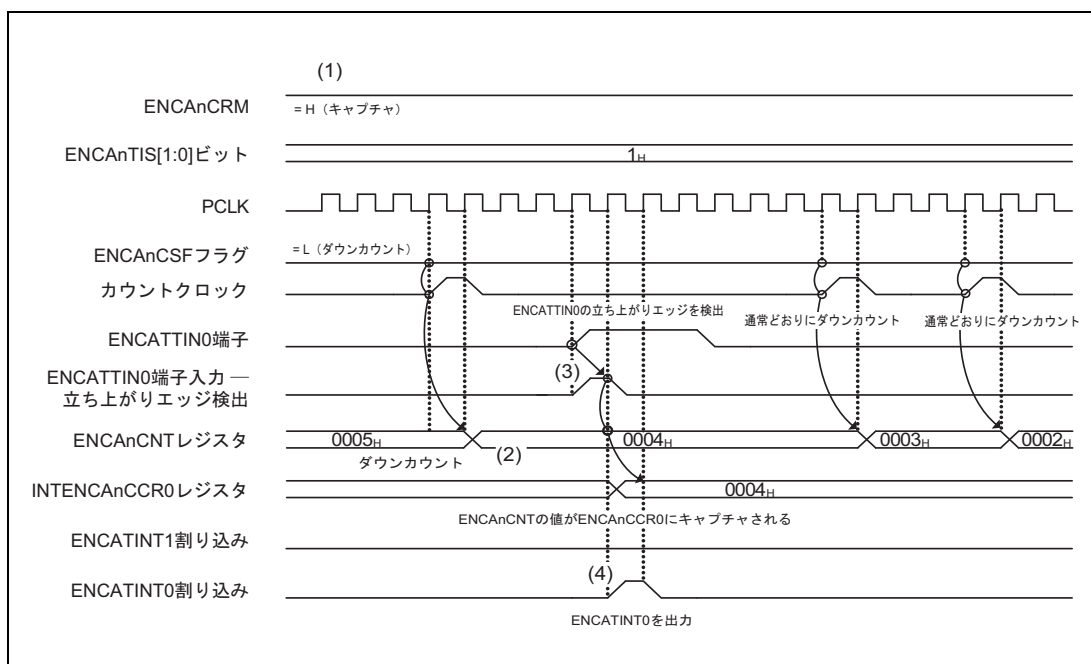 (1)
ENCAnCRM
= H（キャプチャ）
ENCAnTIS[1:0]ビット
1H
PCLK
ENCAnCSFフラグ
= L（ダウンカウント）
カウントクロック
ENCATTIN0の立ち上がりエッジを検出
通常どおりにダウンカウント
通常どおりにダウンカウント
ENCATTIN0端子
ENCATTIN0端子入力 ―
立ち上がりエッジ検出
(3)
ENCAnCNTレジスタ
0005H
0004H
0003H
0002H
ダウンカウント
(2)
INTENCAnCCR0レジスタ
0004H
ENCAnCNTの値がENCAnCCR0にキャプチャされる
ENCATINT1割り込み
(4)
ENCATINT0割り込み
ENCATINT0を出力